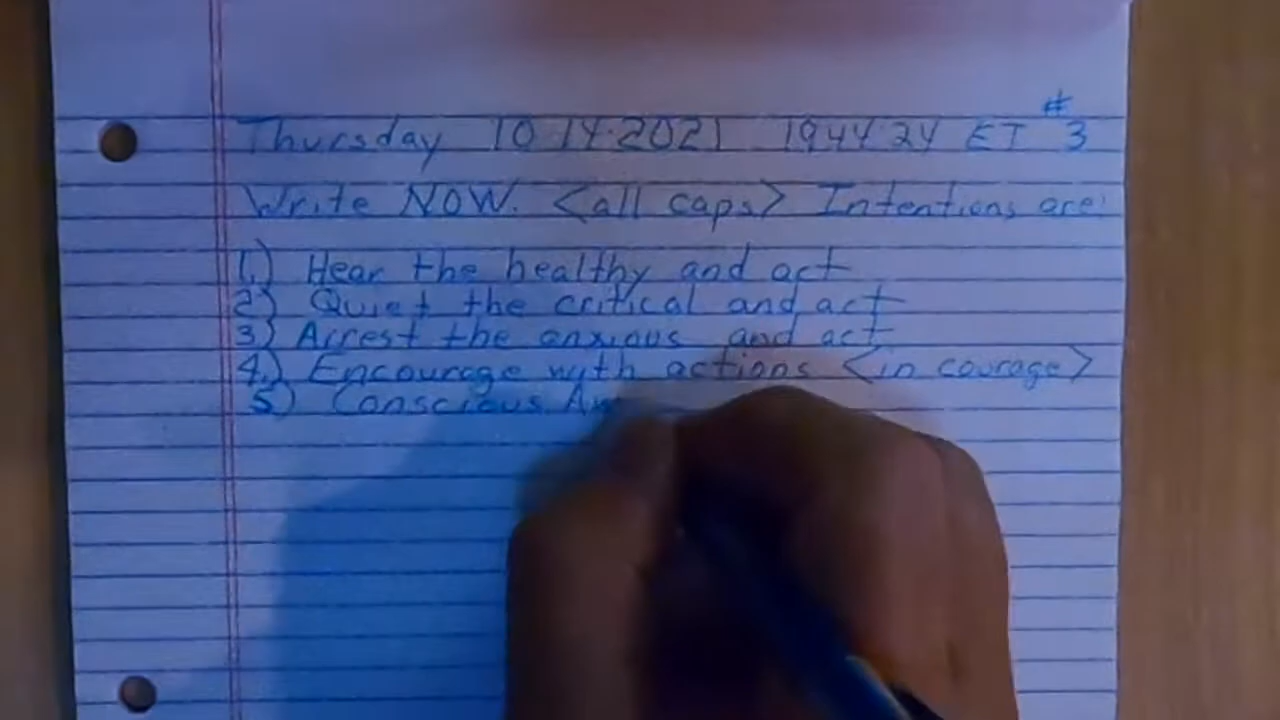 #
Thursday 10·14·2021 1944·24 ET 3
Write NOW. <all caps> Intentions are:
1.) Hear the healthy and act
2) Quiet the critical and act
3) Arrest the anxious and act
4.) Encourage with actions <in courage>
5) Conscious